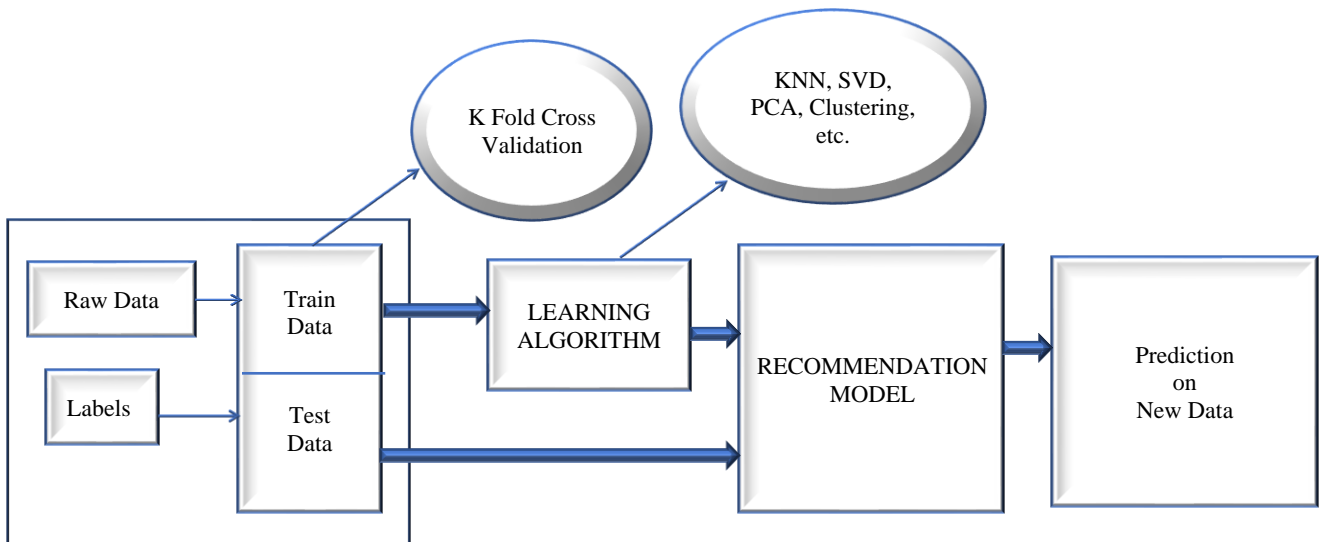 K Fold Cross
Validation
KNN, SVD,
PCA, Clustering,
etc.
Raw Data
Labels
Train
Data
Test
Data
LEARNING
ALGORITHM
RECOMMENDATION
MODEL
Prediction
on
New Data